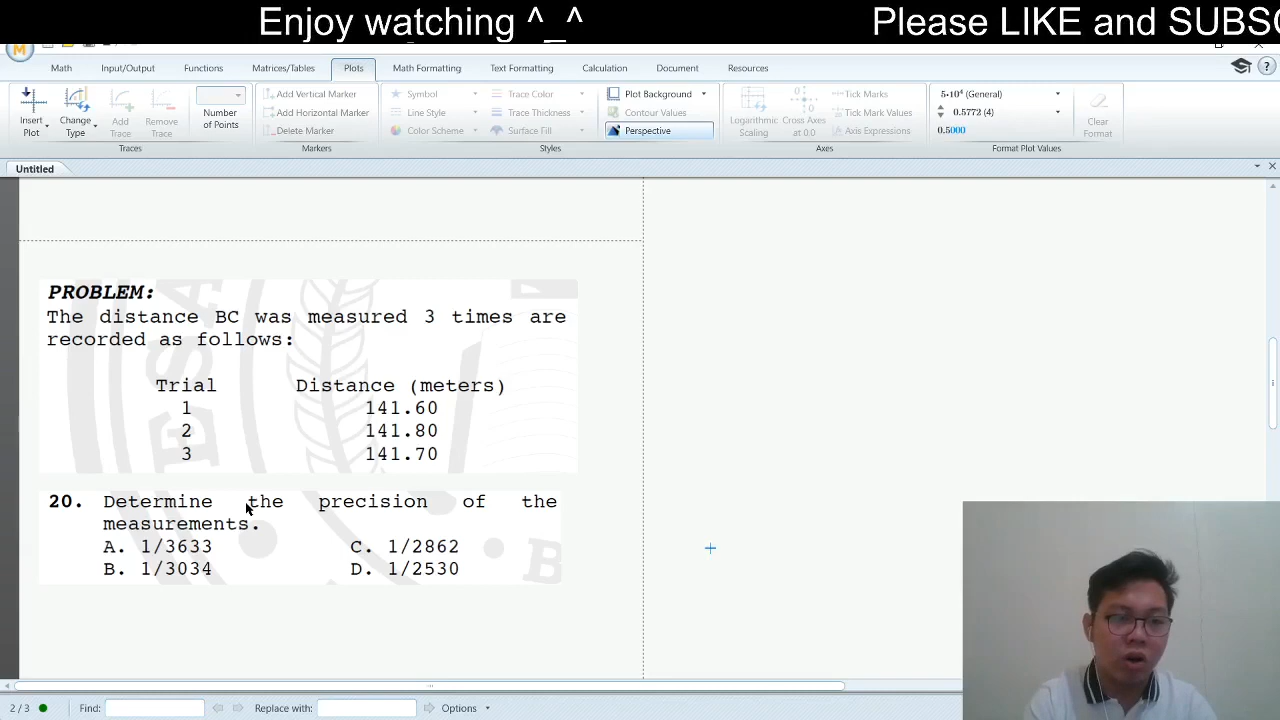 Enjoy watching ^_^ Please LIKE and SUBSC
Math Input/Output Functions Matrices/Tables Plots Math Formatting Text Formatting Calculation Document Resources
Insert Plot Change Type Add Trace Remove Trace Number of Points
Add Vertical Marker
Add Horizontal Marker
Delete Marker
Symbol Trace Color
Line Style Trace Thickness
Color Scheme Surface Fill
Plot Background
Contour Values
Perspective
Logarithmic Scaling Cross Axes at 0.0
Tick Marks
Tick Mark Values
Axis Expressions
5•10⁴ (General)
0.5772 (4)
0.5000
Clear Format
Traces Markers Styles Axes Format Plot Values
Untitled
PROBLEM:
The distance BC was measured 3 times are
recorded as follows:
Trial Distance (meters)
1 141.60
2 141.80
3 141.70
20. Determine the precision of the
measurements.
A. 1/3633 C. 1/2862
B. 1/3034 D. 1/2530
2 / 3 Find: Replace with: Options